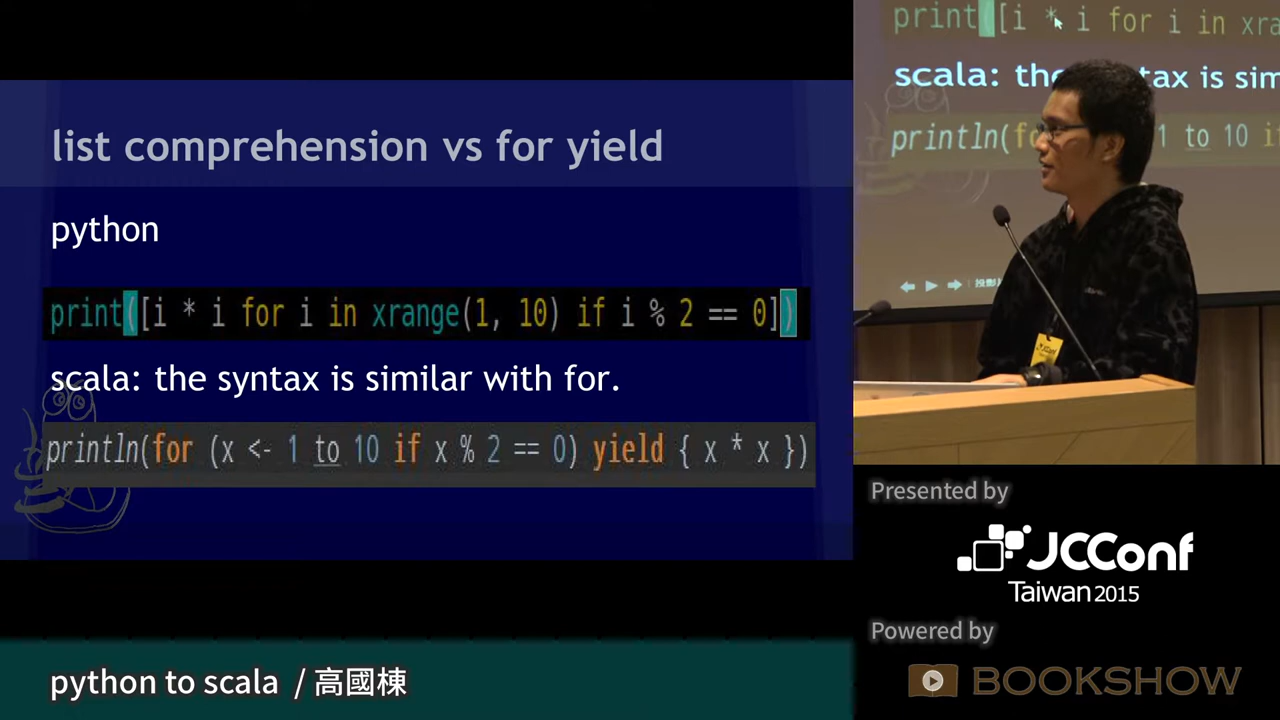 list comprehension vs for yield
python
print([i * i for i in xrange(1, 10) if i % 2 == 0])
scala: the syntax is similar with for.
println(for (x <- 1 to 10 if x % 2 == 0) yield { x * x })
print([i * i for i in xra
scala: the tax is sim
println(fo 1 to 10 if
Presented by
JCConf
Taiwan 2015
Powered by
BOOKSHOW
python to scala / 高國棟